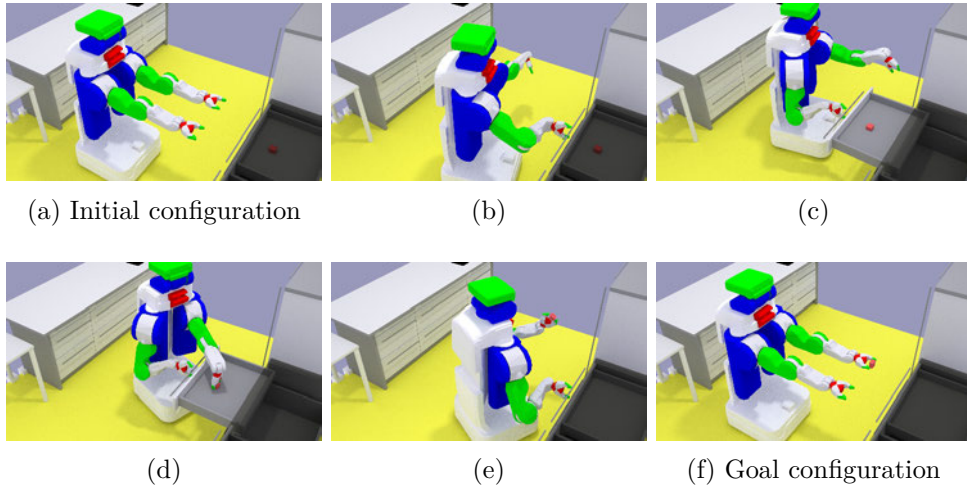 (a) Initial configuration
(b)
(c)
(d)
(e)
(f) Goal configuration